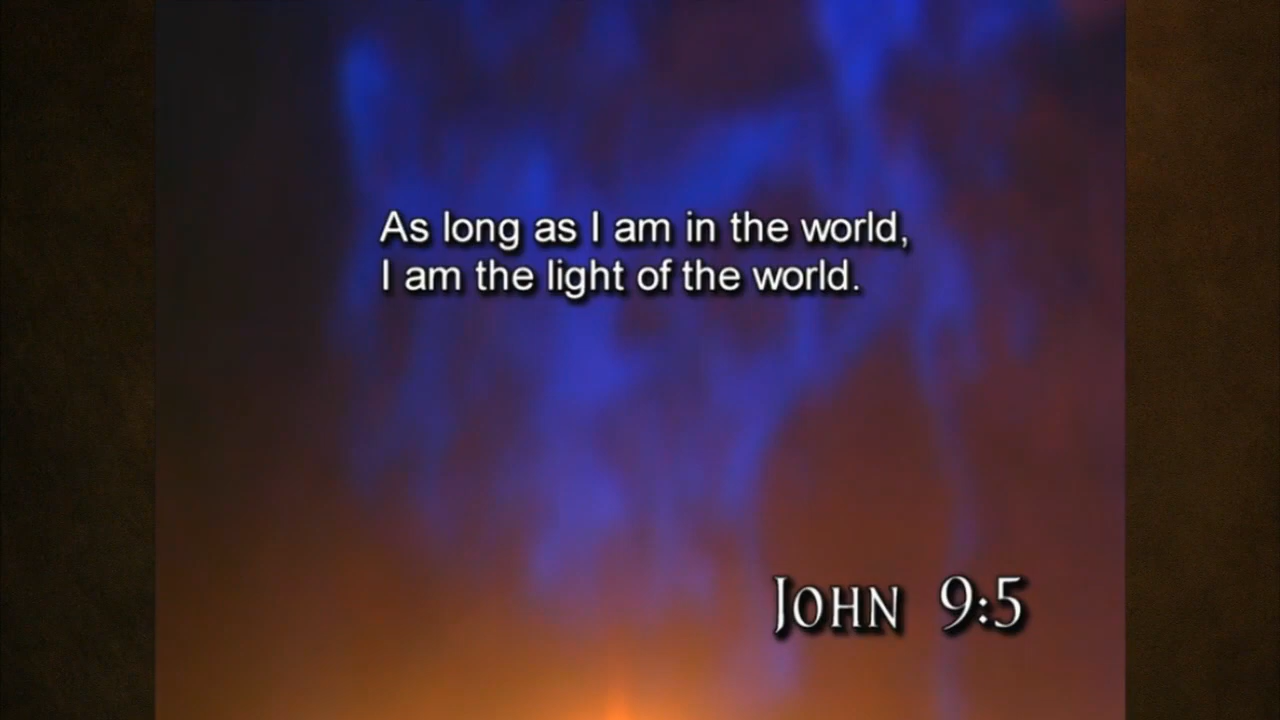 As long as I am in the world,
I am the light of the world.
JOHN 9:5